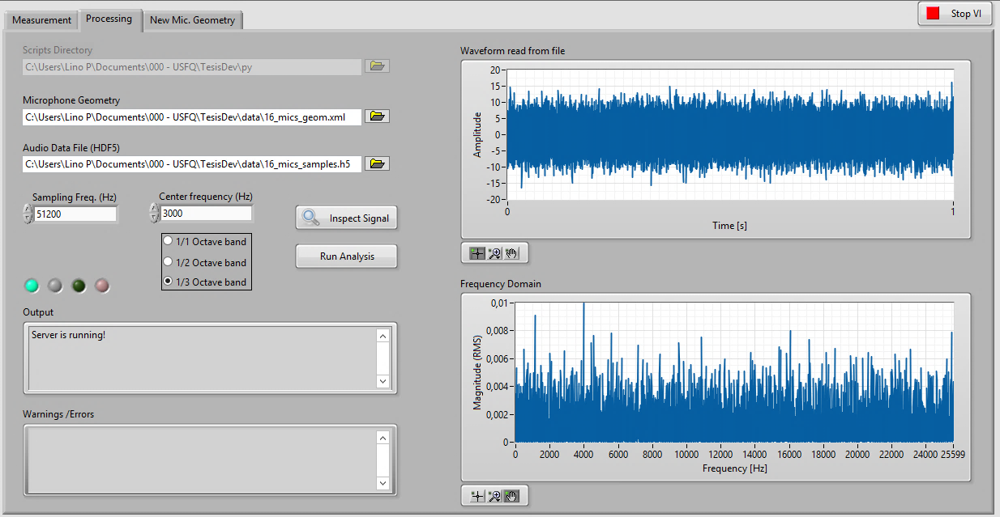 Measurement
Processing
New Mic. Geometry
Stop VI
Scripts Directory
C:\Users\Lino P\Documents\000 - USFQ\TesisDev\py
Microphone Geometry
C:\Users\Lino P\Documents\000 - USFQ\TesisDev\data\16_mics_geom.xml
Audio Data File (HDF5)
C:\Users\Lino P\Documents\000 - USFQ\TesisDev\data\16_mics_samples.h5
Sampling Freq. (Hz)
51200
Center frequency (Hz)
3000
1/1 Octave band
1/2 Octave band
1/3 Octave band
Inspect Signal
Run Analysis
Output
Server is running!
Warnings /Errors
Waveform read from file
Amplitude
20
15
10
5
0
-5
-10
-15
-20
0
1
Time [s]
Frequency Domain
Magnitude (RMS)
0,01
0,008
0,006
0,004
0,002
0
0 2000 4000 6000 8000 10000 12000 14000 16000 18000 20000 22000 24000 25599
Frequency [Hz]